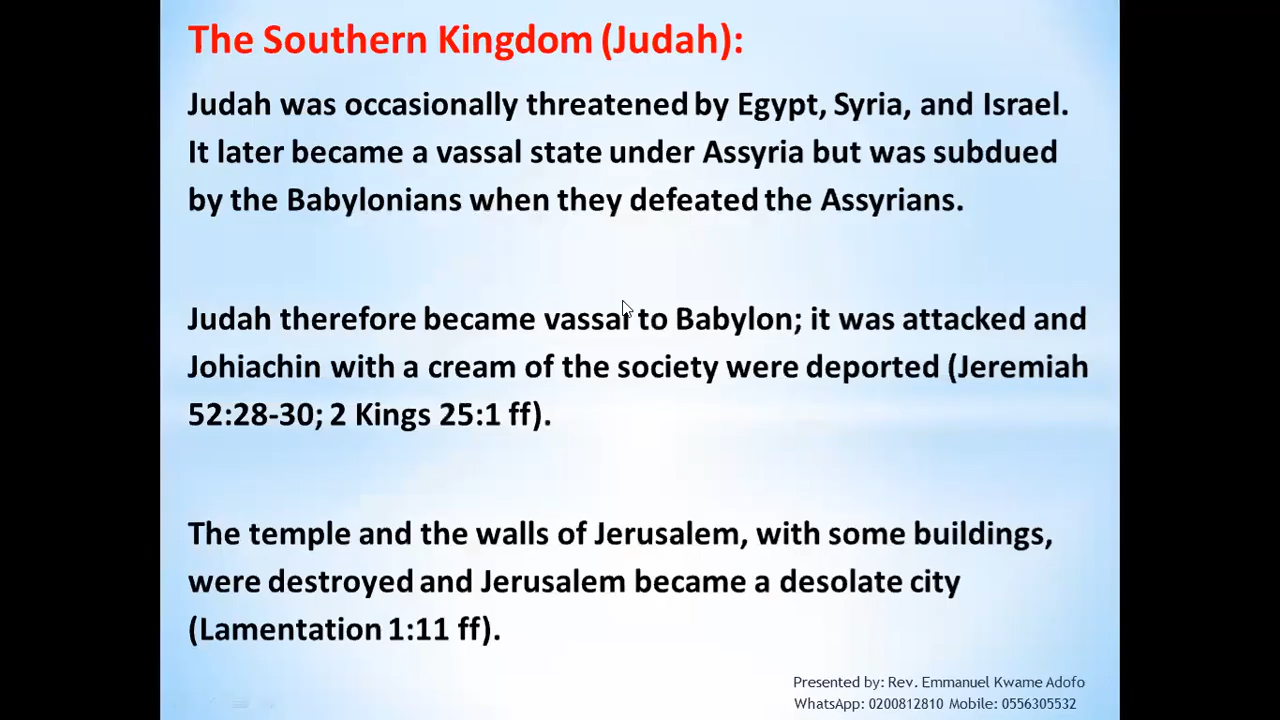 The Southern Kingdom (Judah):
Judah was occasionally threatened by Egypt, Syria, and Israel.
It later became a vassal state under Assyria but was subdued
by the Babylonians when they defeated the Assyrians.
Judah therefore became vassal to Babylon; it was attacked and
Johiachin with a cream of the society were deported (Jeremiah
52:28-30; 2 Kings 25:1 ff).
The temple and the walls of Jerusalem, with some buildings,
were destroyed and Jerusalem became a desolate city
(Lamentation 1:11 ff).
Presented by: Rev. Emmanuel Kwame Adofo
WhatsApp: 0200812810 Mobile: 0556305532